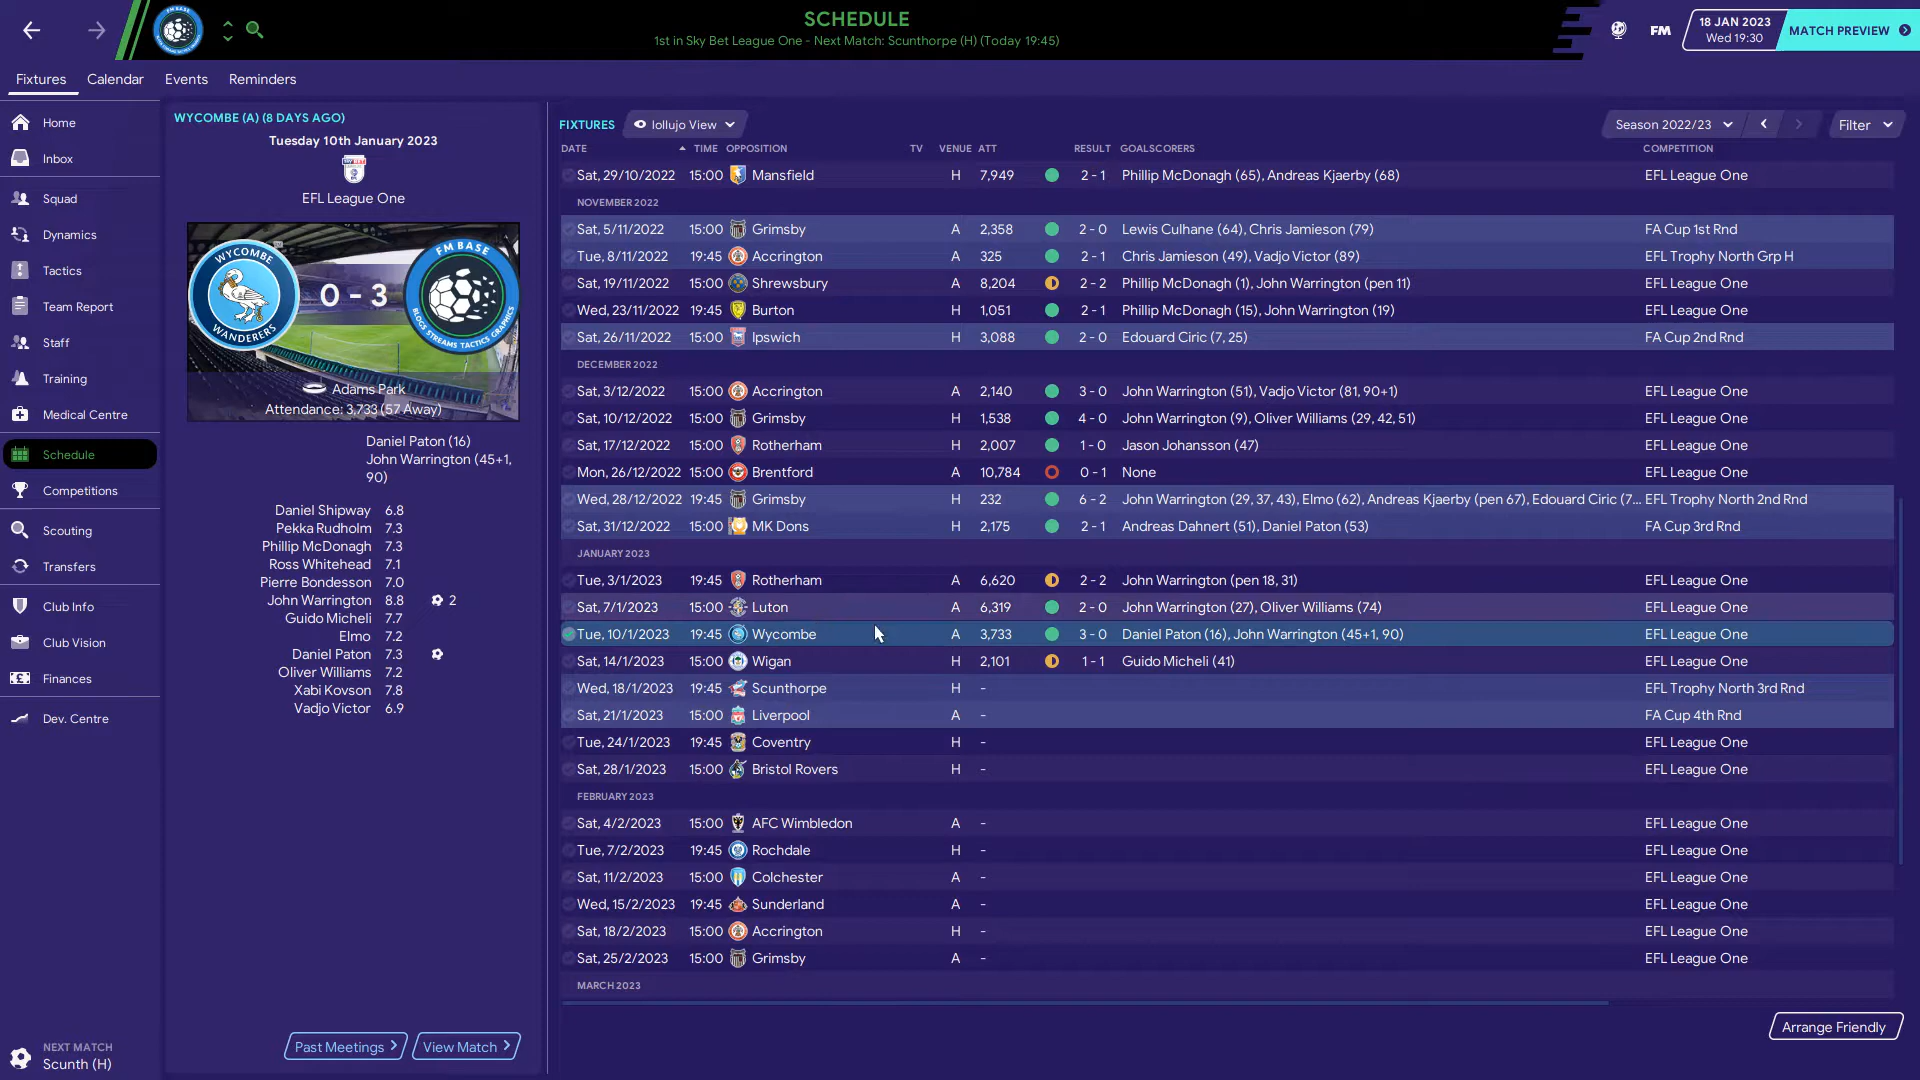 SCHEDULE
1st in Sky Bet League One - Next Match: Scunthorpe (H) (Today 19:45)
FM
18 JAN 2023
Wed 19:30
MATCH PREVIEW
Fixtures
Calendar
Events
Reminders
Home
Inbox
Squad
Dynamics
Tactics
Team Report
Staff
Training
Medical Centre
Schedule
Competitions
Scouting
Transfers
Club Info
Club Vision
Finances
Dev. Centre
NEXT MATCH
Scunth (H)
WYCOMBE (A) (8 DAYS AGO)
Tuesday 10th January 2023
EFL League One
WYCOMBE
WANDERERS
0 - 3
FM BASE
BLOGS STREAMS TACTICS GRAPHICS
Adams Park
Attendance: 3,733 (57 Away)
Daniel Paton (16)
John Warrington (45+1,
90)
Daniel Shipway 6.8
Pekka Rudholm 7.3
Phillip McDonagh 7.3
Ross Whitehead 7.1
Pierre Bondesson 7.0
John Warrington 8.8 2
Guido Micheli 7.7
Elmo 7.2
Daniel Paton 7.3
Oliver Williams 7.2
Xabi Kovson 7.8
Vadjo Victor 6.9
Past Meetings
View Match
FIXTURES
lollujo View
Season 2022/23
Filter
DATE TIME OPPOSITION TV VENUE ATT RESULT GOALSCORERS COMPETITION
Sat, 29/10/2022 15:00 Mansfield H 7,949 2 - 1 Phillip McDonagh (65), Andreas Kjaerby (68) EFL League One
NOVEMBER 2022
Sat, 5/11/2022 15:00 Grimsby A 2,358 2 - 0 Lewis Culhane (64), Chris Jamieson (79) FA Cup 1st Rnd
Tue, 8/11/2022 19:45 Accrington A 325 2 - 1 Chris Jamieson (49), Vadjo Victor (89) EFL Trophy North Grp H
Sat, 19/11/2022 15:00 Shrewsbury A 8,204 2 - 2 Phillip McDonagh (1), John Warrington (pen 11) EFL League One
Wed, 23/11/2022 19:45 Burton H 1,051 2 - 1 Phillip McDonagh (15), John Warrington (19) EFL League One
Sat, 26/11/2022 15:00 Ipswich H 3,088 2 - 0 Edouard Ciric (7, 25) FA Cup 2nd Rnd
DECEMBER 2022
Sat, 3/12/2022 15:00 Accrington A 2,140 3 - 0 John Warrington (51), Vadjo Victor (81, 90+1) EFL League One
Sat, 10/12/2022 15:00 Grimsby H 1,538 4 - 0 John Warrington (9), Oliver Williams (29, 42, 51) EFL League One
Sat, 17/12/2022 15:00 Rotherham H 2,007 1 - 0 Jason Johansson (47) EFL League One
Mon, 26/12/2022 15:00 Brentford A 10,784 0 - 1 None EFL League One
Wed, 28/12/2022 19:45 Grimsby H 232 6 - 2 John Warrington (29, 37, 43), Elmo (62), Andreas Kjaerby (pen 67), Edouard Ciric (7... EFL Trophy North 2nd Rnd
Sat, 31/12/2022 15:00 MK Dons H 2,175 2 - 1 Andreas Dahnert (51), Daniel Paton (53) FA Cup 3rd Rnd
JANUARY 2023
Tue, 3/1/2023 19:45 Rotherham A 6,620 2 - 2 John Warrington (pen 18, 31) EFL League One
Sat, 7/1/2023 15:00 Luton A 6,319 2 - 0 John Warrington (27), Oliver Williams (74) EFL League One
Tue, 10/1/2023 19:45 Wycombe A 3,733 3 - 0 Daniel Paton (16), John Warrington (45+1, 90) EFL League One
Sat, 14/1/2023 15:00 Wigan H 2,101 1 - 1 Guido Micheli (41) EFL League One
Wed, 18/1/2023 19:45 Scunthorpe H - EFL Trophy North 3rd Rnd
Sat, 21/1/2023 15:00 Liverpool A - FA Cup 4th Rnd
Tue, 24/1/2023 19:45 Coventry H - EFL League One
Sat, 28/1/2023 15:00 Bristol Rovers H - EFL League One
FEBRUARY 2023
Sat, 4/2/2023 15:00 AFC Wimbledon A - EFL League One
Tue, 7/2/2023 19:45 Rochdale H - EFL League One
Sat, 11/2/2023 15:00 Colchester A - EFL League One
Wed, 15/2/2023 19:45 Sunderland A - EFL League One
Sat, 18/2/2023 15:00 Accrington H - EFL League One
Sat, 25/2/2023 15:00 Grimsby A - EFL League One
MARCH 2023
Arrange Friendly